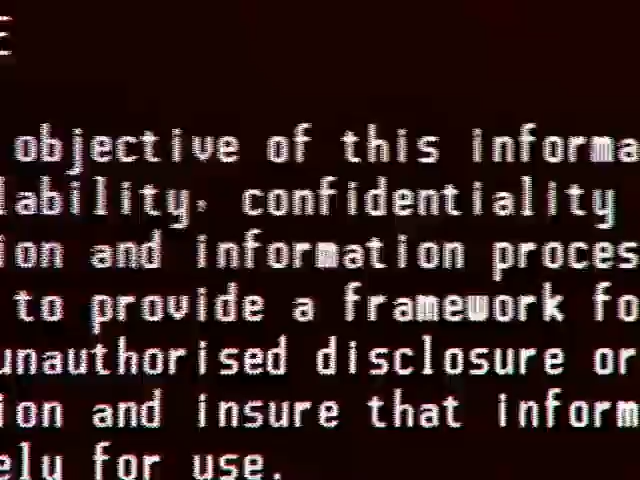 E
objective of this informa
lability, confidentiality
ion and information proces
to provide a framework fo
unauthorised disclosure or
ion and insure that inform
ely for use.